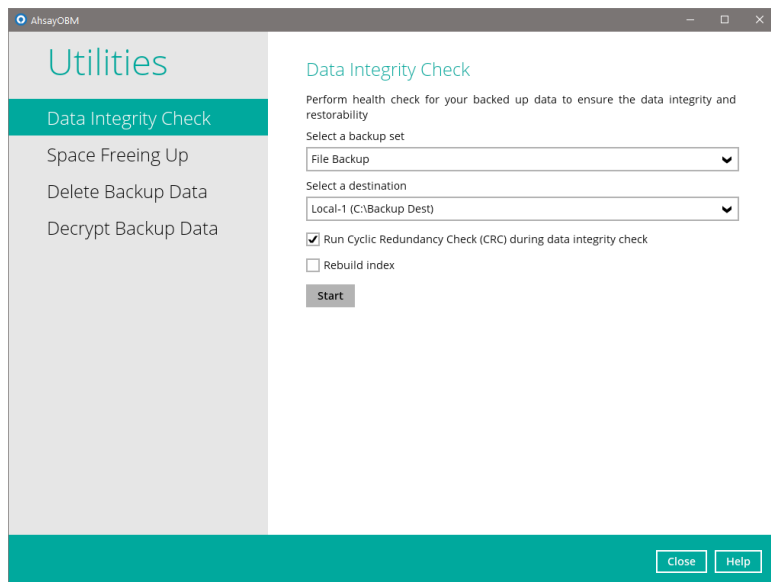 AhsayOBM
Utilities
Data Integrity Check
Space Freeing Up
Delete Backup Data
Decrypt Backup Data
Data Integrity Check
Perform health check for your backed up data to ensure the data integrity and
restorability
Select a backup set
File Backup
Select a destination
Local-1 (C:\Backup Dest)
Run Cyclic Redundancy Check (CRC) during data integrity check
Rebuild index
Start
Close
Help